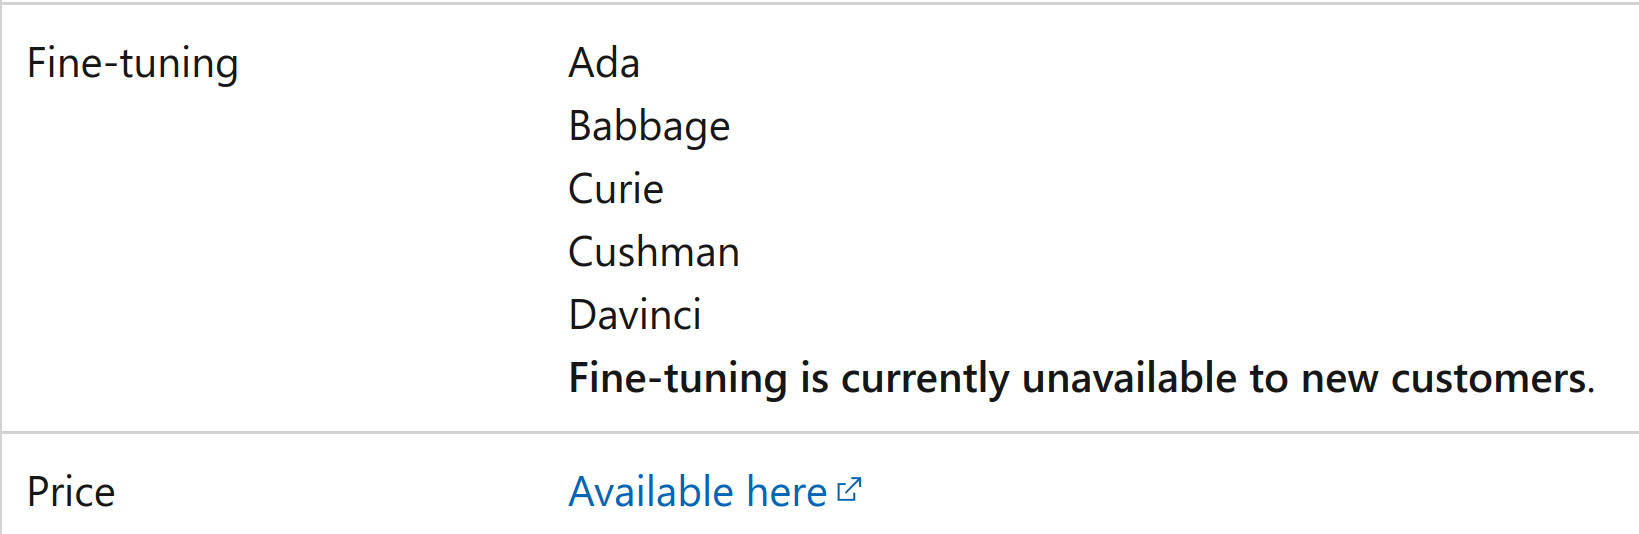 Fine-tuning
Ada
Babbage
Curie
Cushman
Davinci
Fine-tuning is currently unavailable to new customers.
Price
Available here